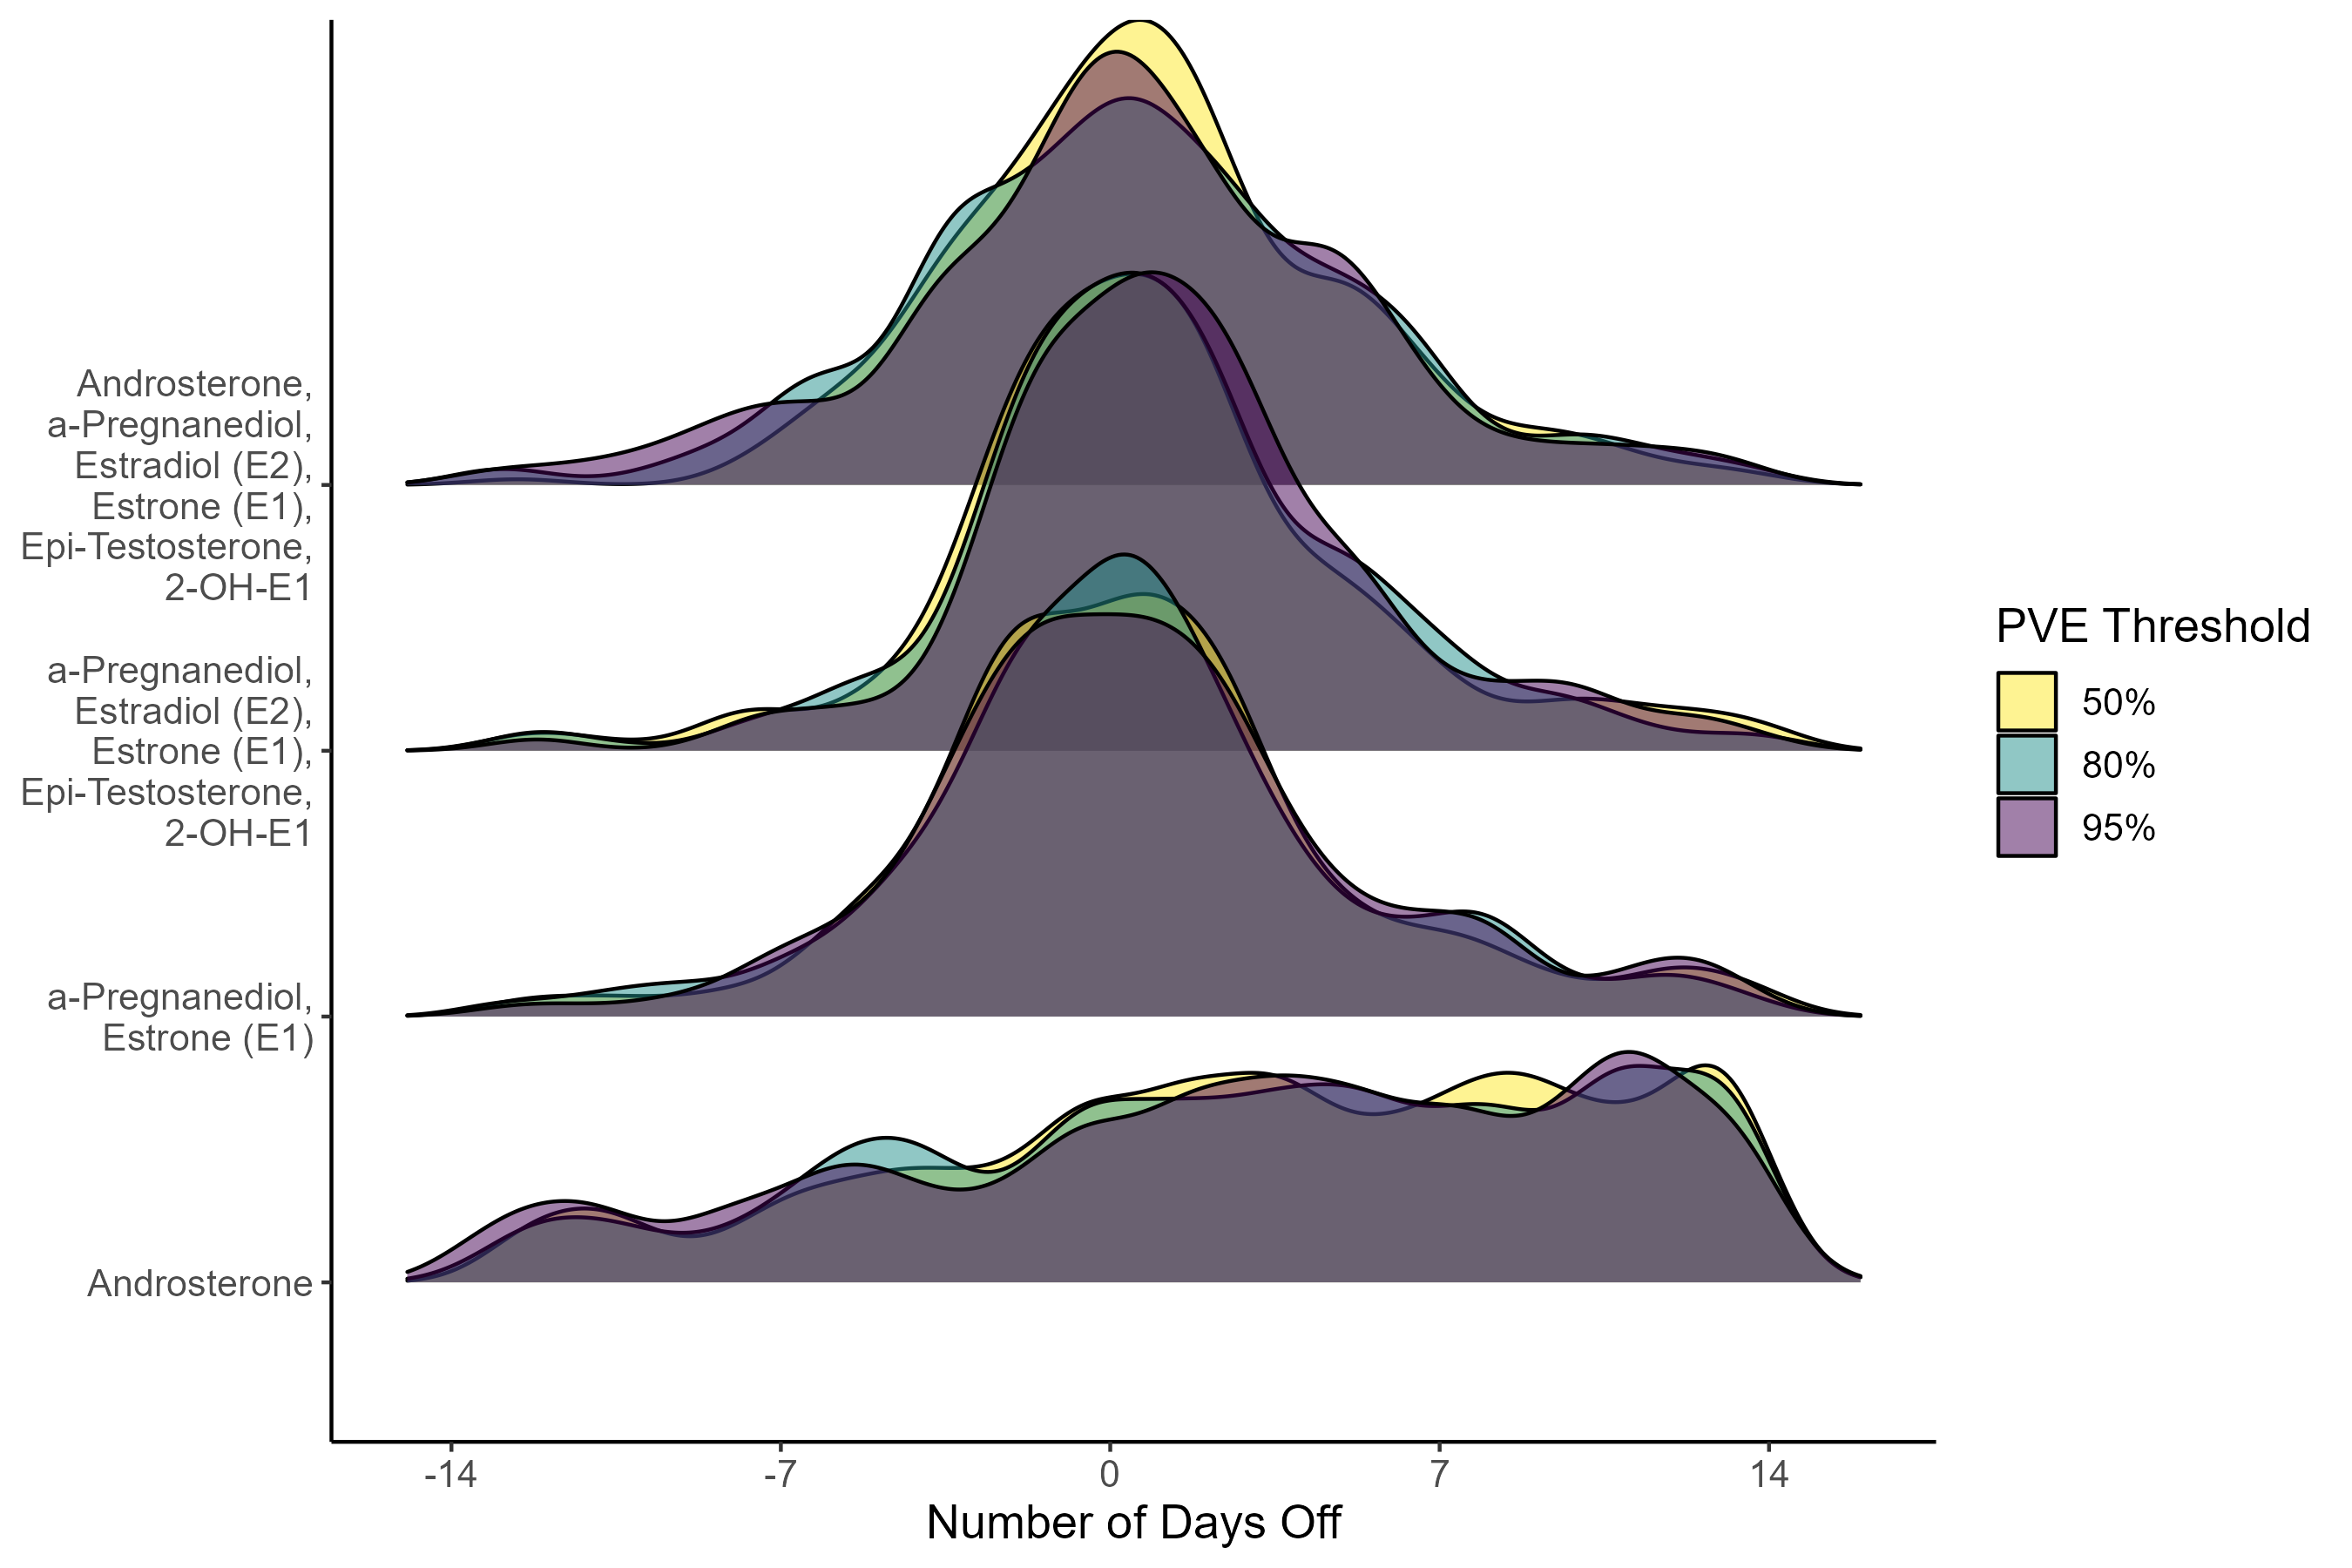 Androsterone,
a-Pregnanediol,
Estradiol (E2),
Estrone (E1),
Epi-Testosterone,
2-OH-E1
a-Pregnanediol,
Estradiol (E2),
Estrone (E1),
Epi-Testosterone,
2-OH-E1
a-Pregnanediol,
Estrone (E1)
Androsterone
-14
-7
0
7
14
Number of Days Off
PVE Threshold
50%
80%
95%